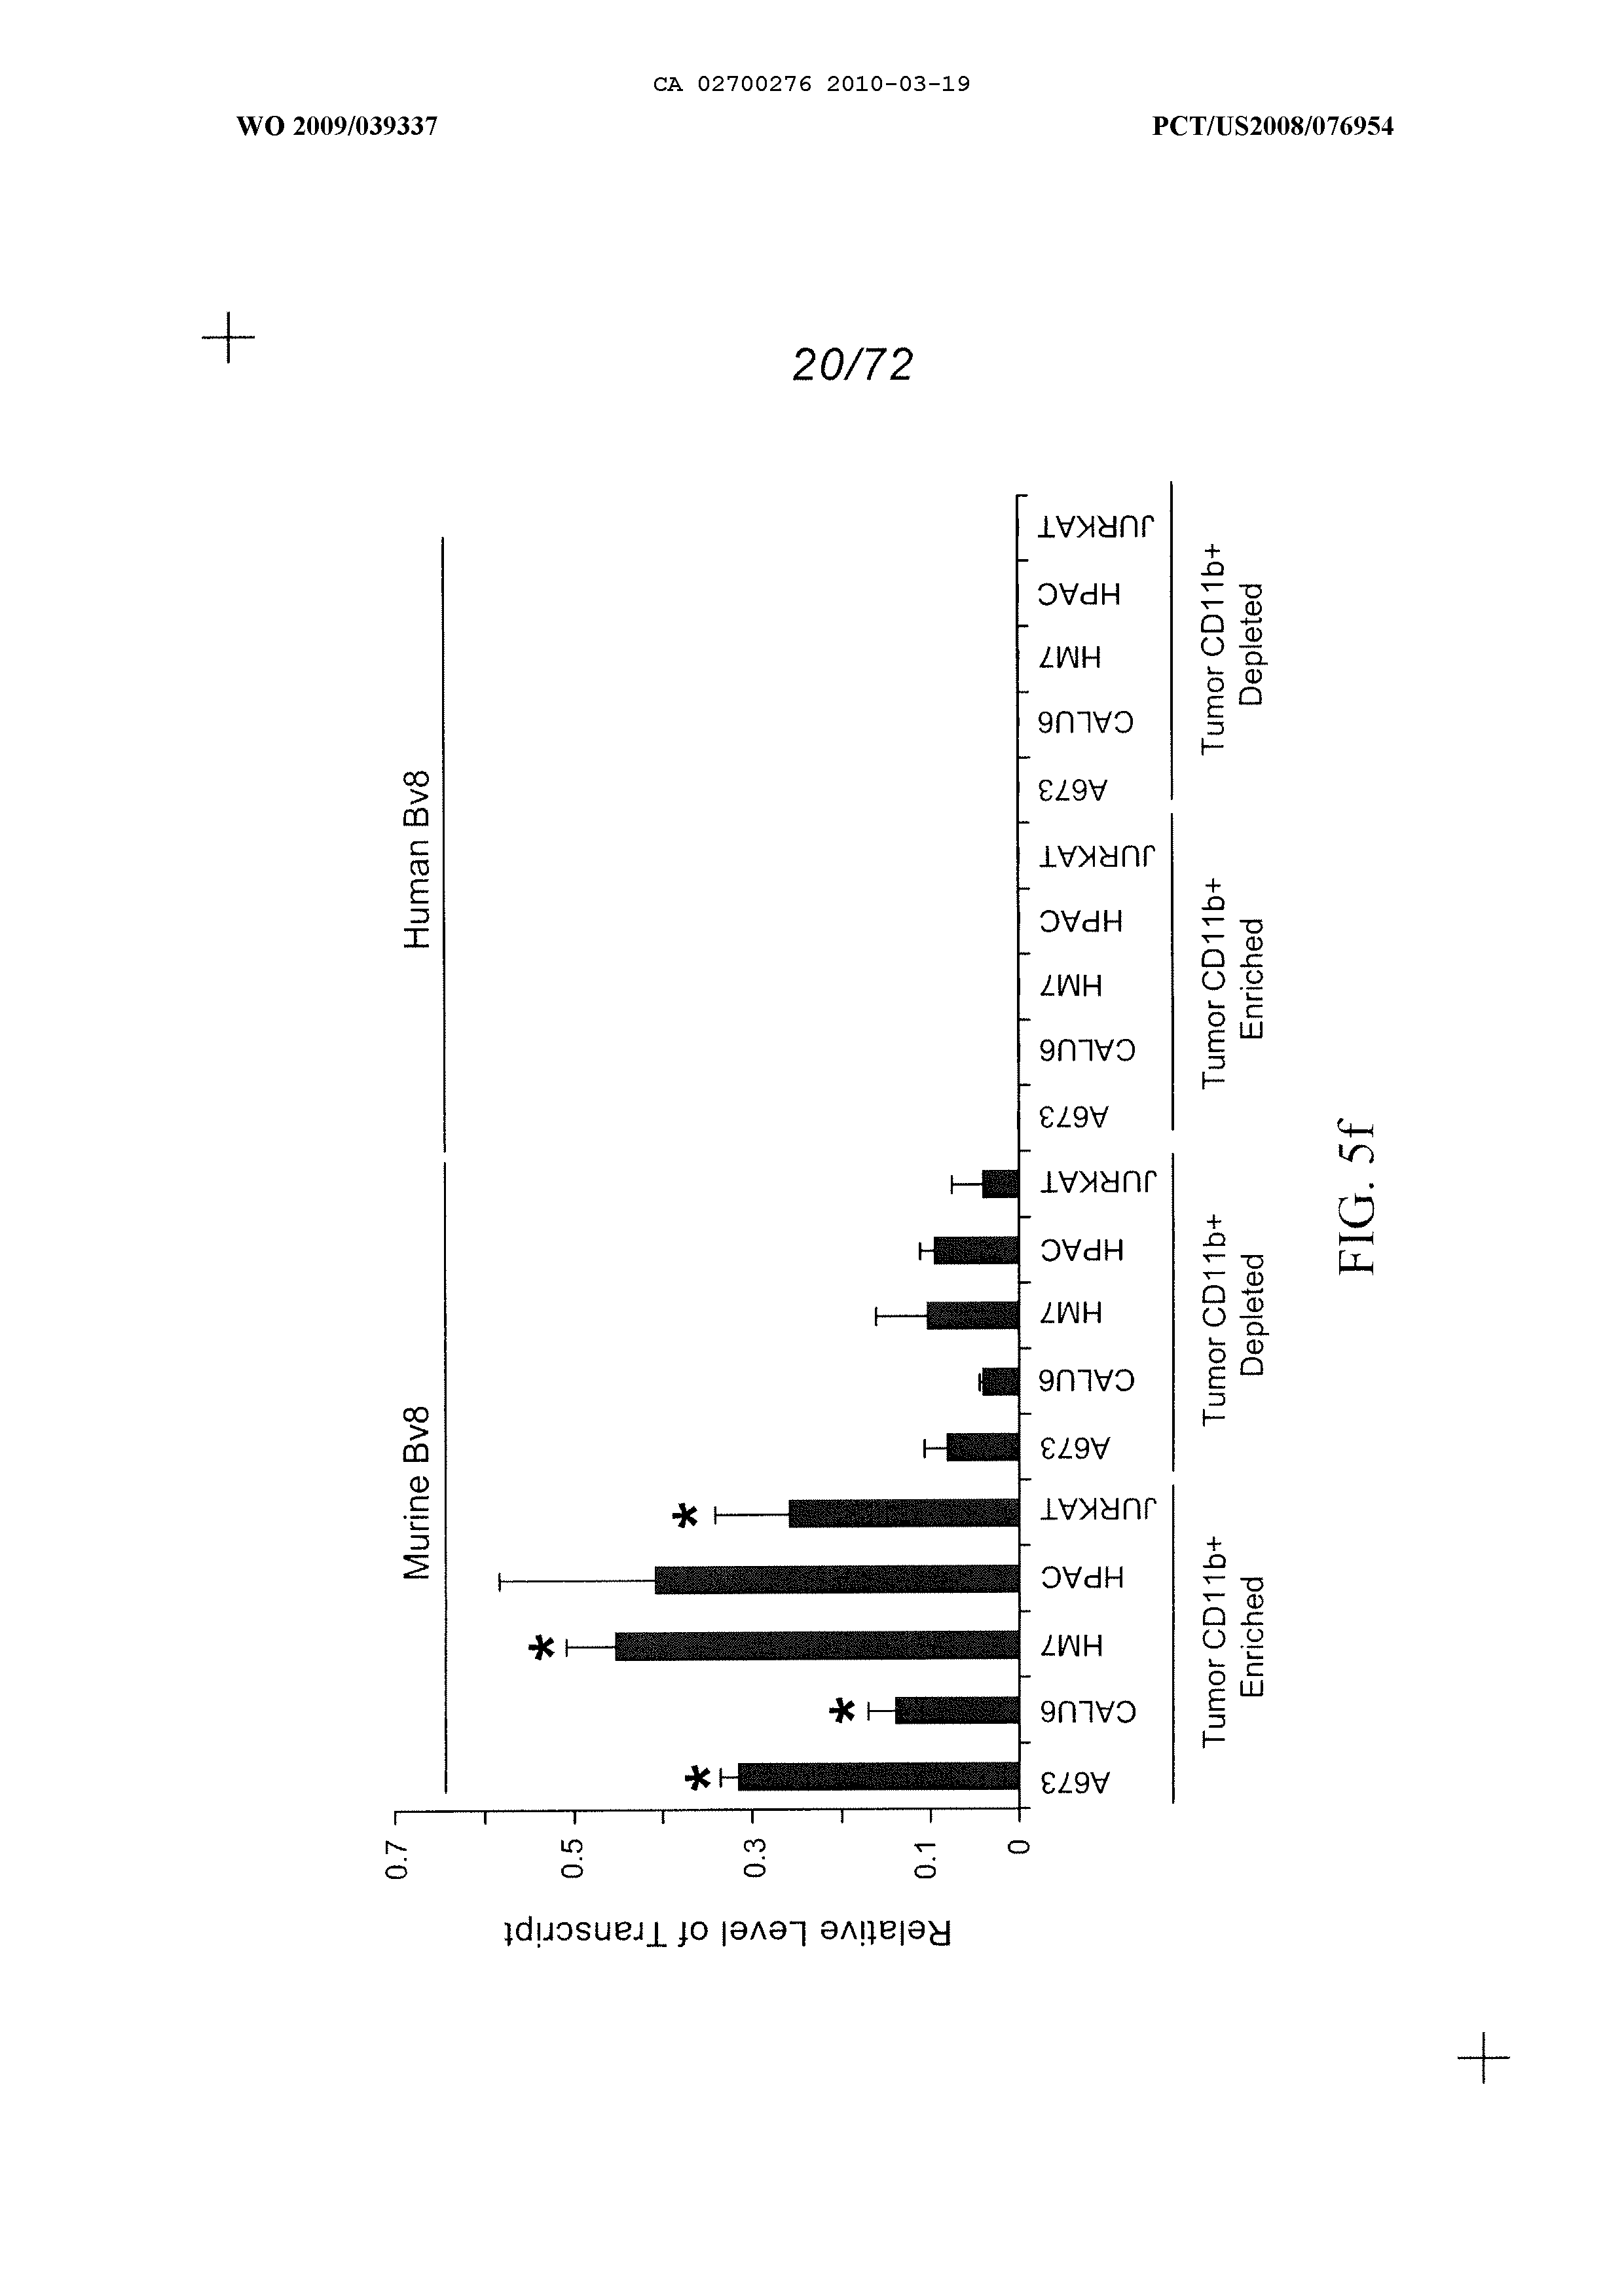 CA 02700276 2010-03-19
WO 2009/039337 PCT/US2008/076954
20/72
Murine Bv8 Human Bv8
Relative Level of Transcript
0.7
0.5
0.3
0.1
0
* * * *
A673 CALU6 HM7 HPAC JURKAT A673 CALU6 HM7 HPAC JURKAT A673 CALU6 HM7 HPAC JURKAT A673 CALU6 HM7 HPAC JURKAT
Tumor CD11b+ Tumor CD11b+ Tumor CD11b+ Tumor CD11b+
Enriched Depleted Enriched Depleted
FIG. 5f